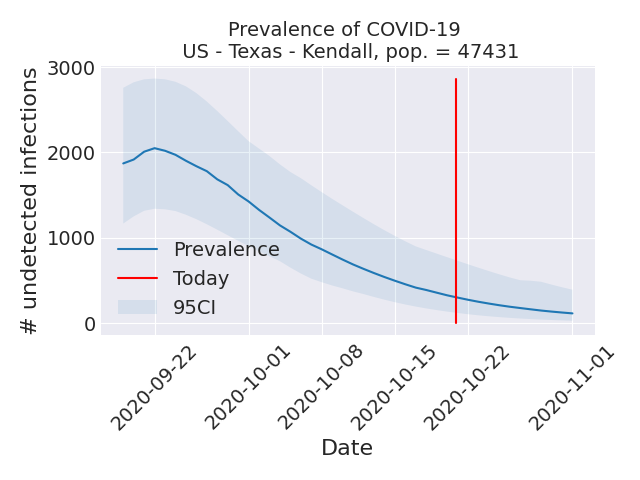 Prevalence of COVID-19
US - Texas - Kendall, pop. = 47431
# undetected infections
3000
2000
1000
0
Prevalence
Today
95CI
2020-09-22
2020-10-01
2020-10-08
2020-10-15
2020-10-22
2020-11-01
Date